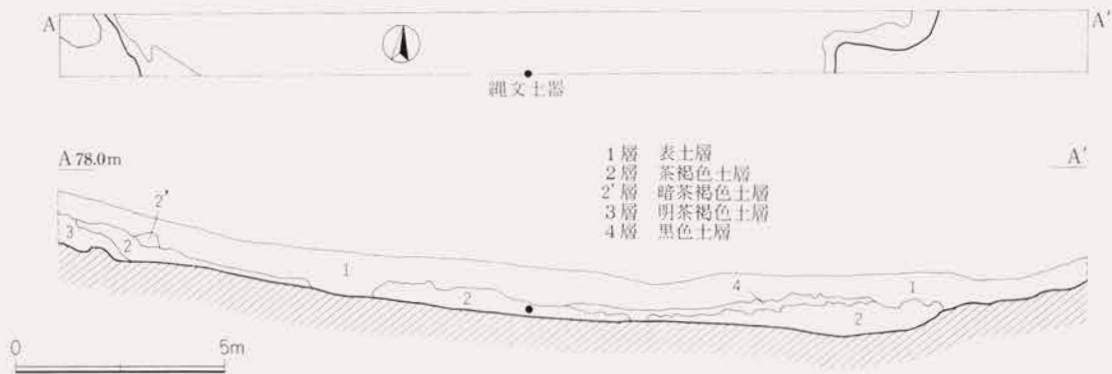 A A′
縄文土器
A 78.0m A′
1層 表土層
2層 茶褐色土層
2′層 暗茶褐色土層
3層 明茶褐色土層
4層 黒色土層
2′
3
2
1
2
4
1
2
0 5m